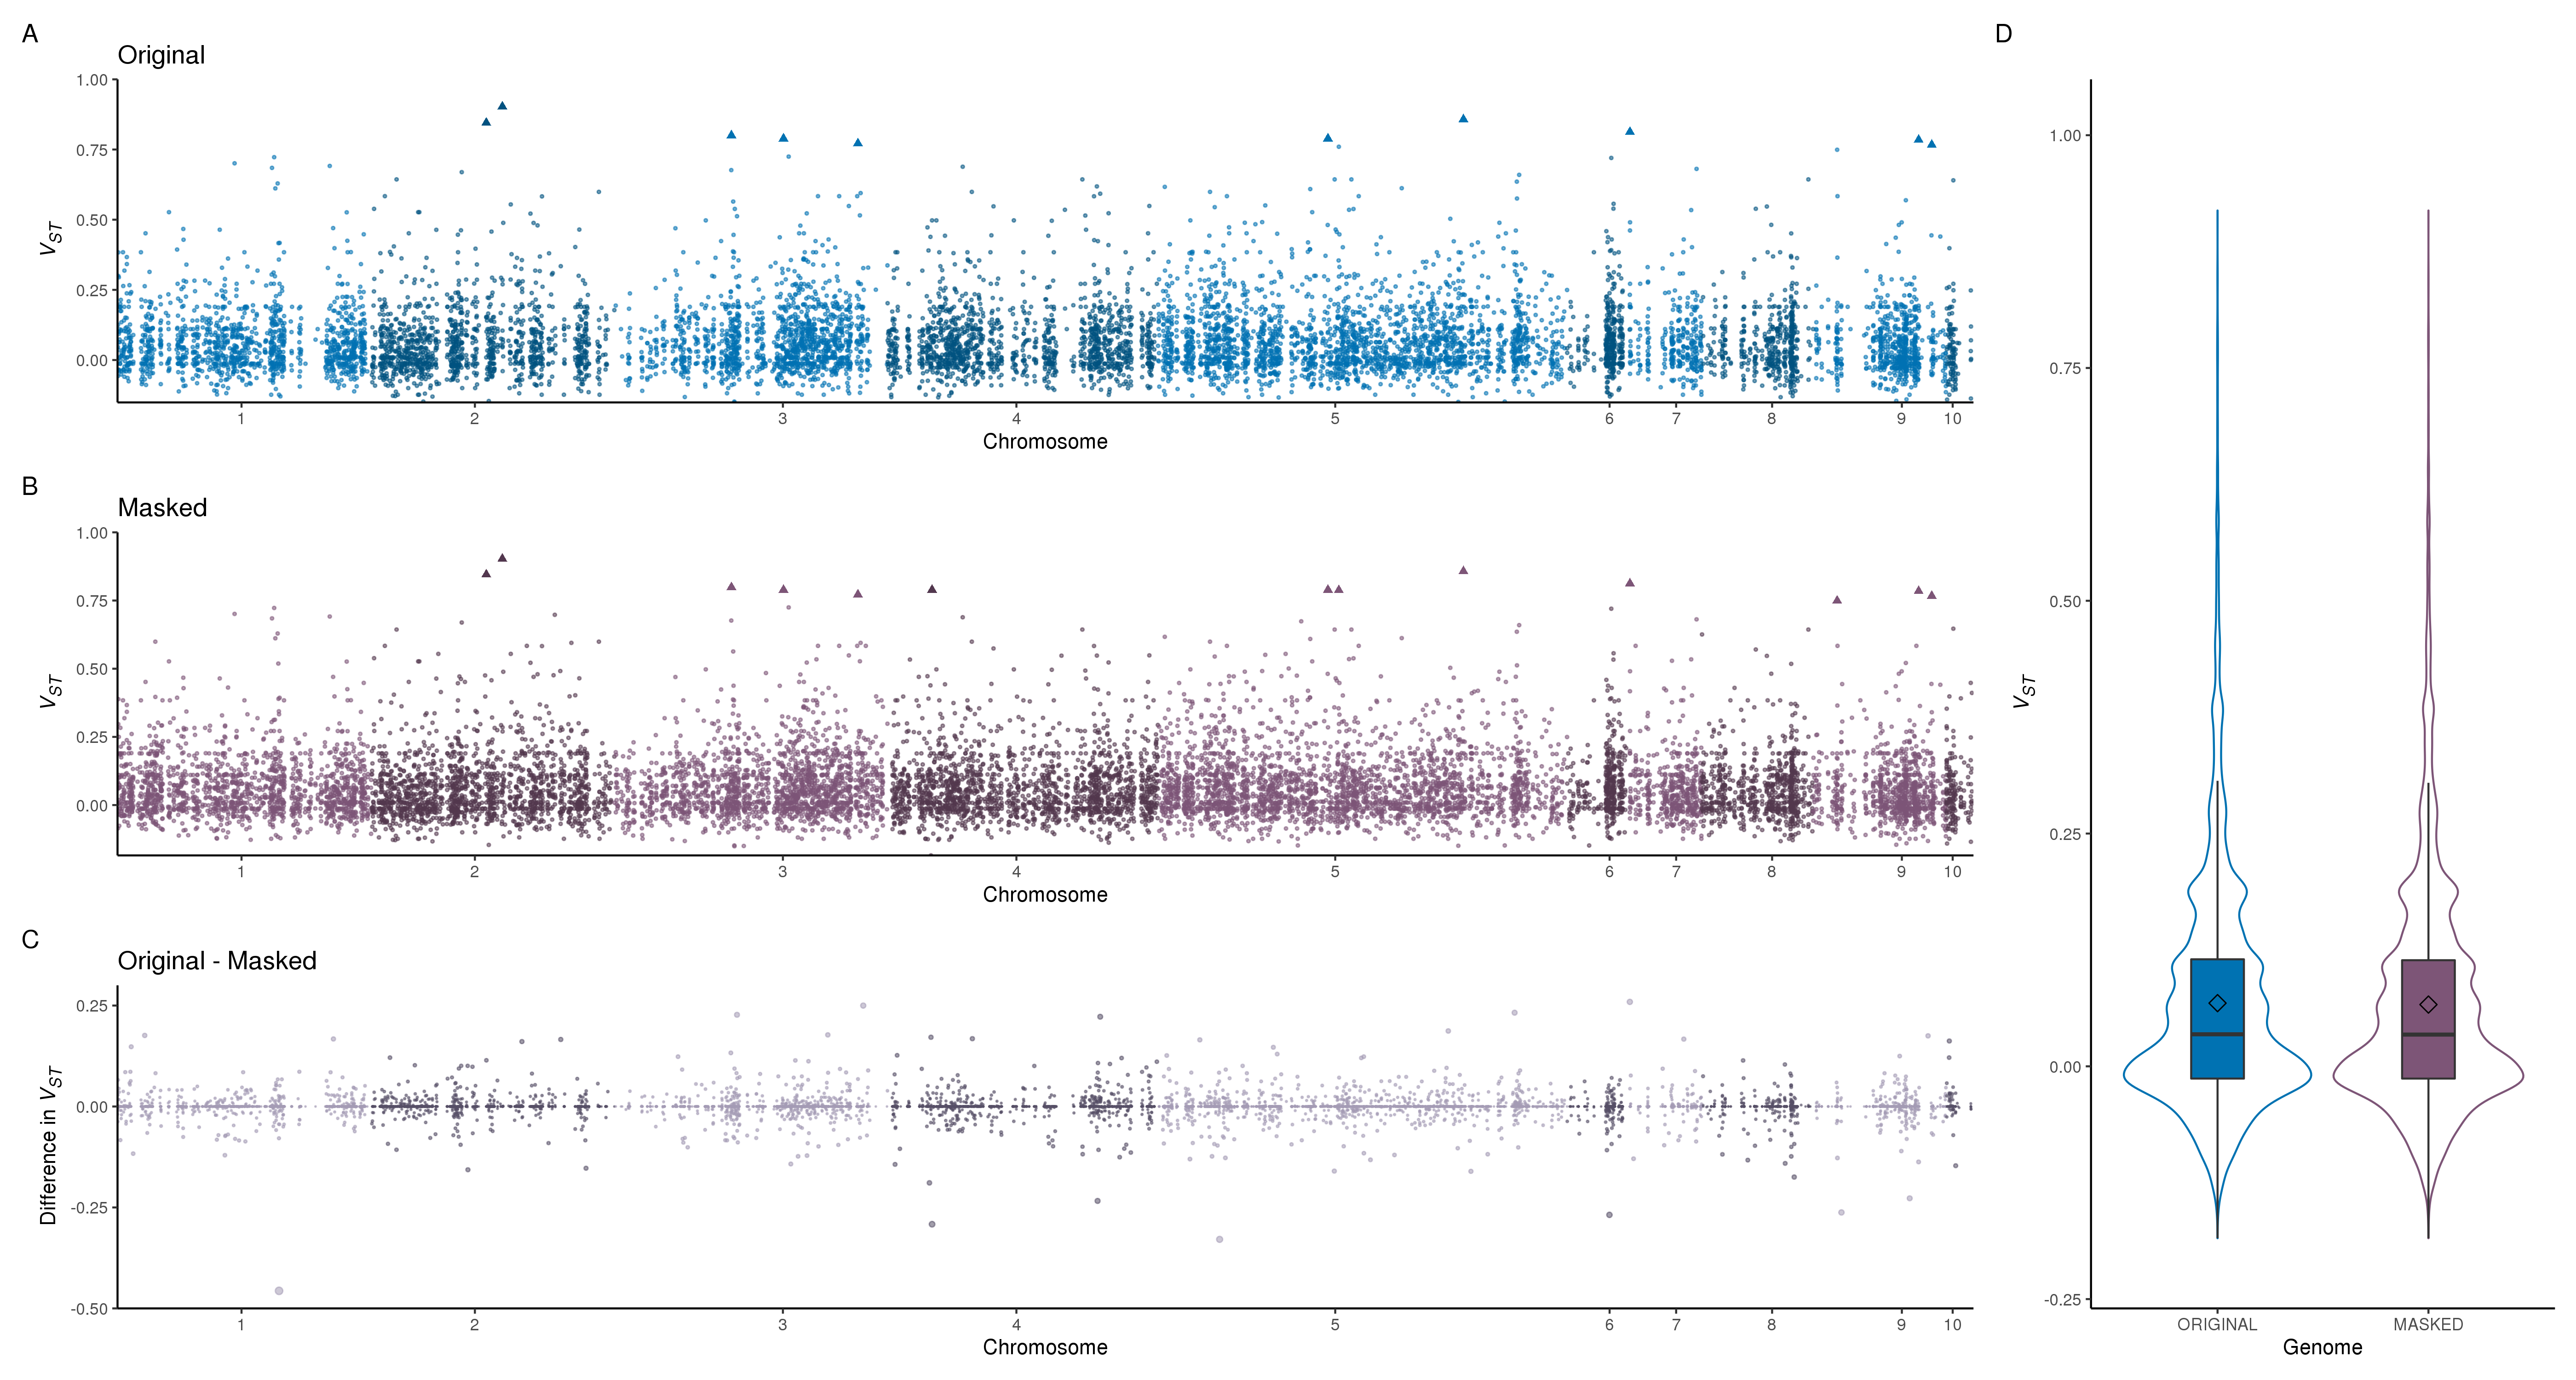 A
Original
1.00
0.75
0.50
0.25
0.00
VST
1 2 3 4 5 6 7 8 9 10
Chromosome
B
Masked
1.00
0.75
0.50
0.25
0.00
VST
1 2 3 4 5 6 7 8 9 10
Chromosome
C
Original - Masked
0.25
0.00
-0.25
-0.50
Difference in VST
1 2 3 4 5 6 7 8 9 10
Chromosome
D
1.00
0.75
0.50
0.25
0.00
-0.25
VST
ORIGINAL MASKED
Genome